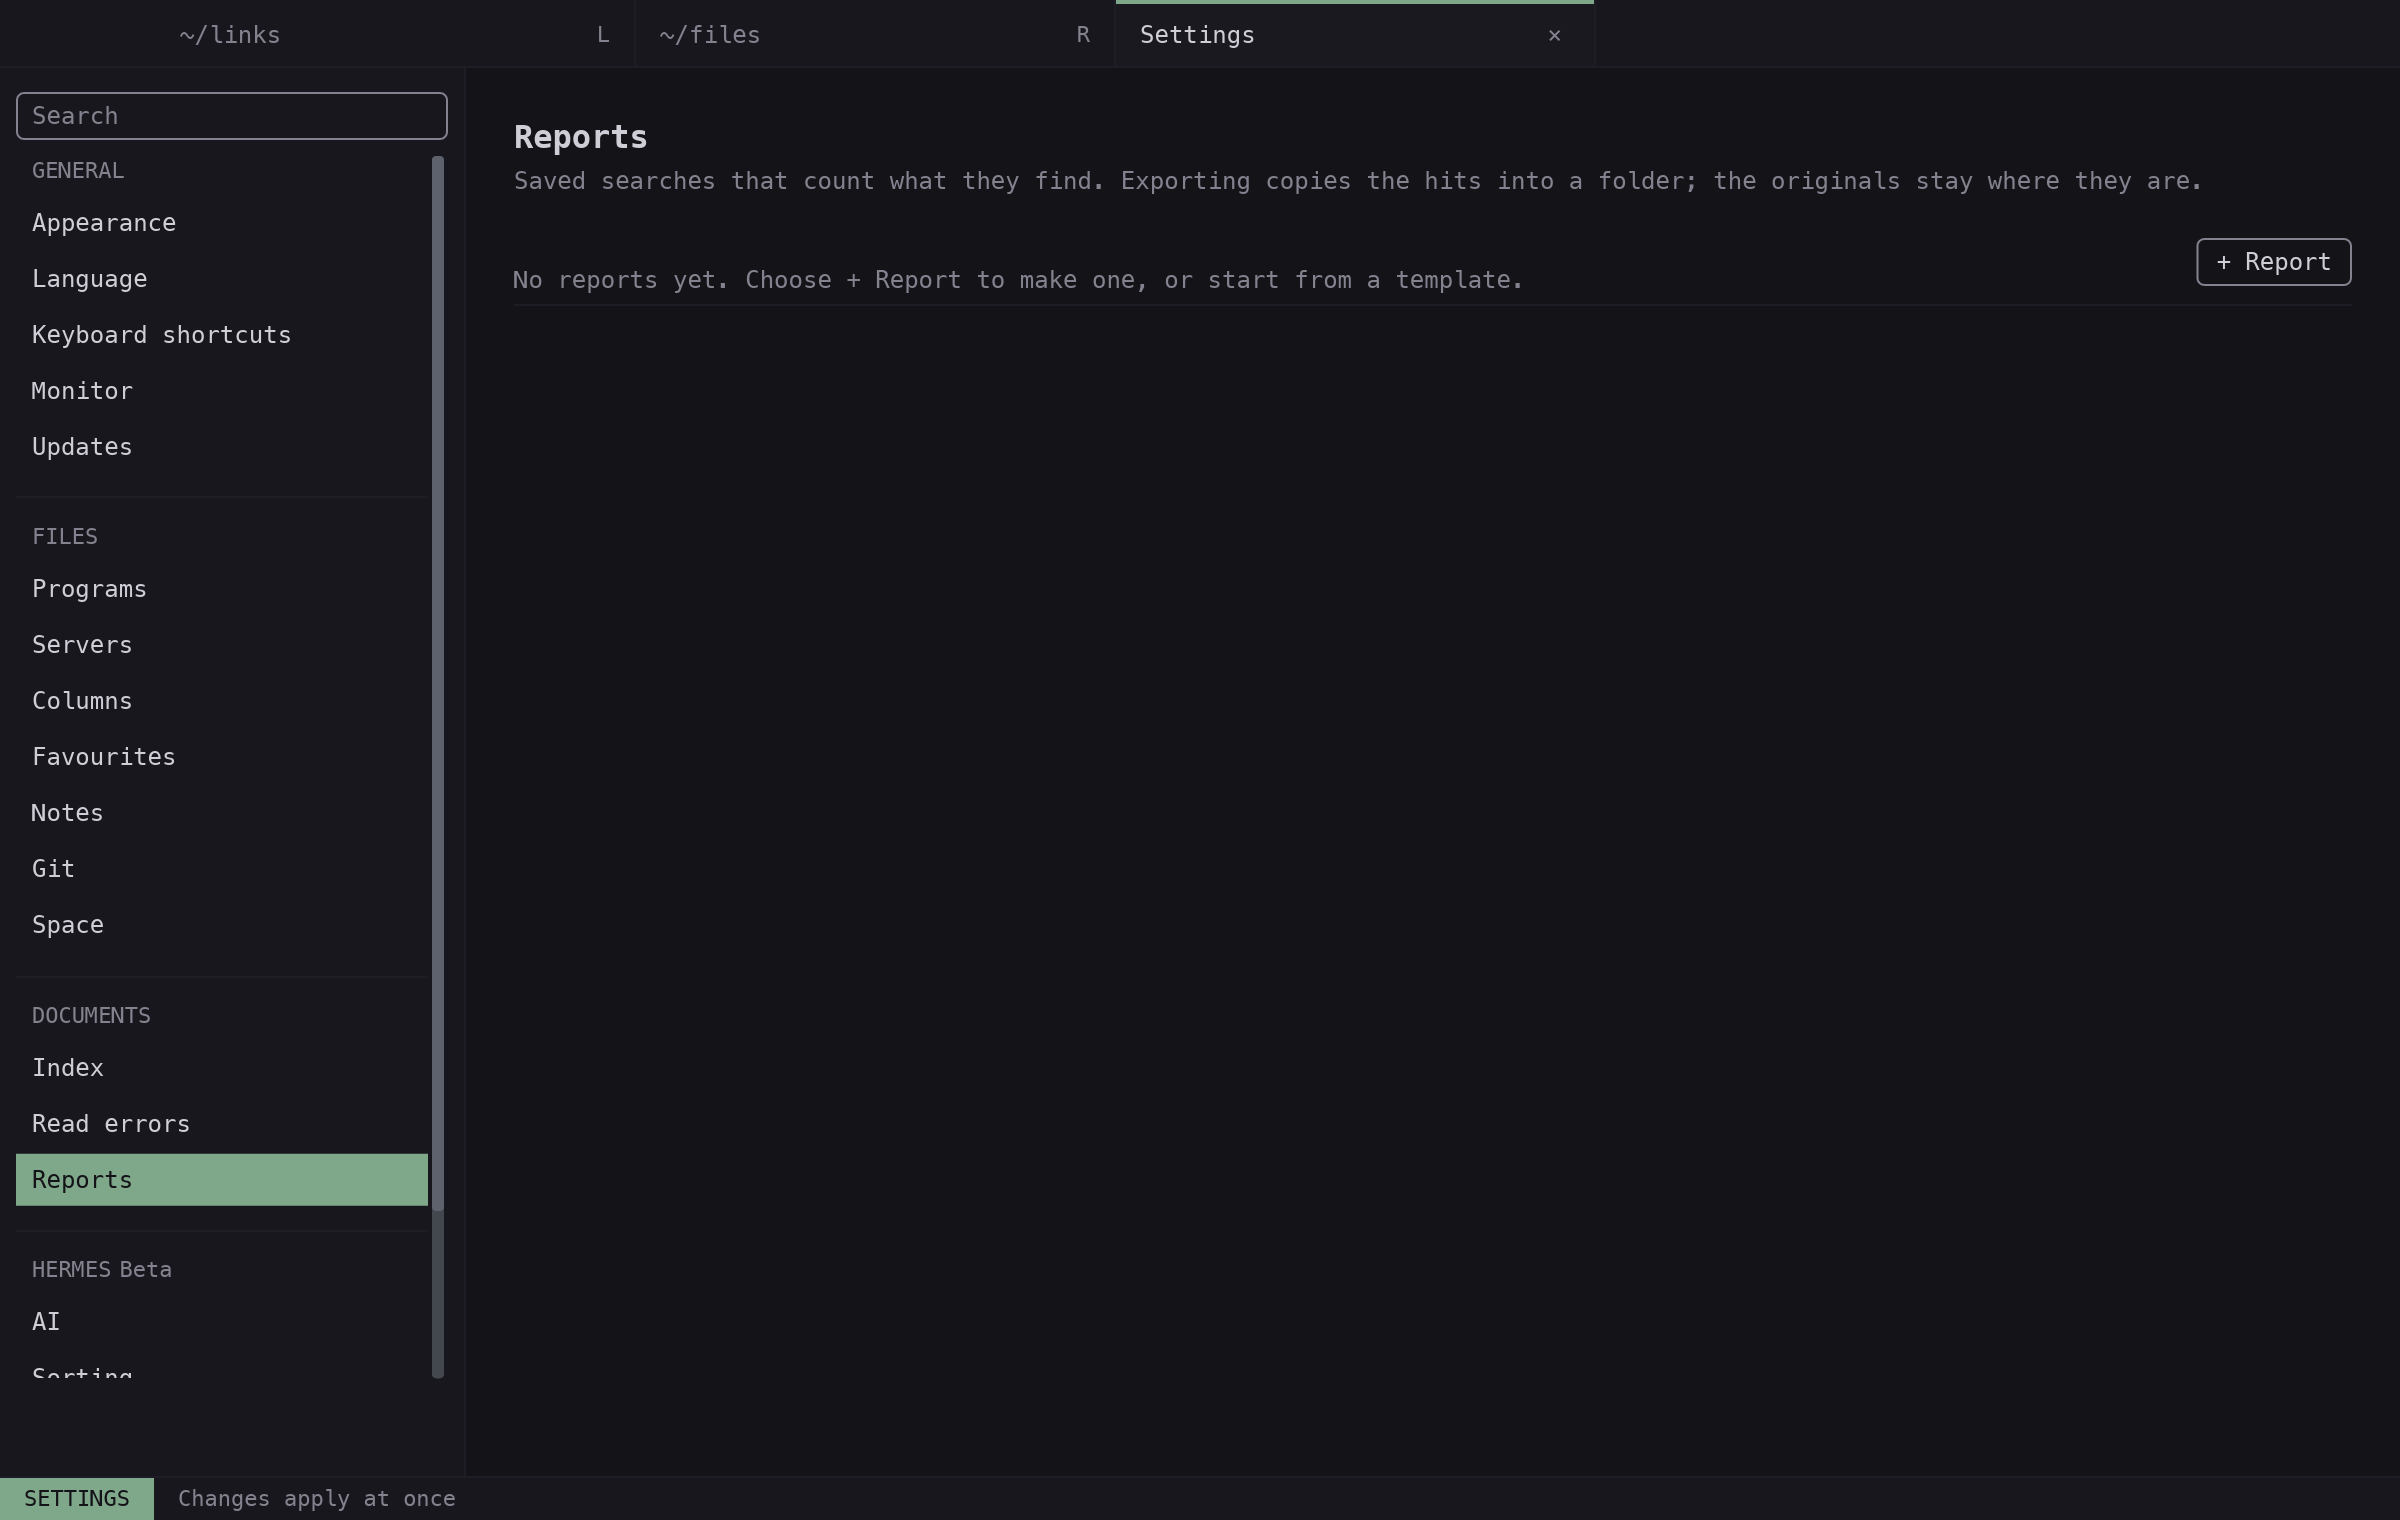 ~/links L ~/files R Settings ×
Search
GENERAL
Appearance
Language
Keyboard shortcuts
Monitor
Updates
FILES
Programs
Servers
Columns
Favourites
Notes
Git
Space
DOCUMENTS
Index
Read errors
Reports
HERMES Beta
AI
Sorting
Reports
Saved searches that count what they find. Exporting copies the hits into a folder; the originals stay where they are.
+ Report
No reports yet. Choose + Report to make one, or start from a template.
SETTINGS Changes apply at once